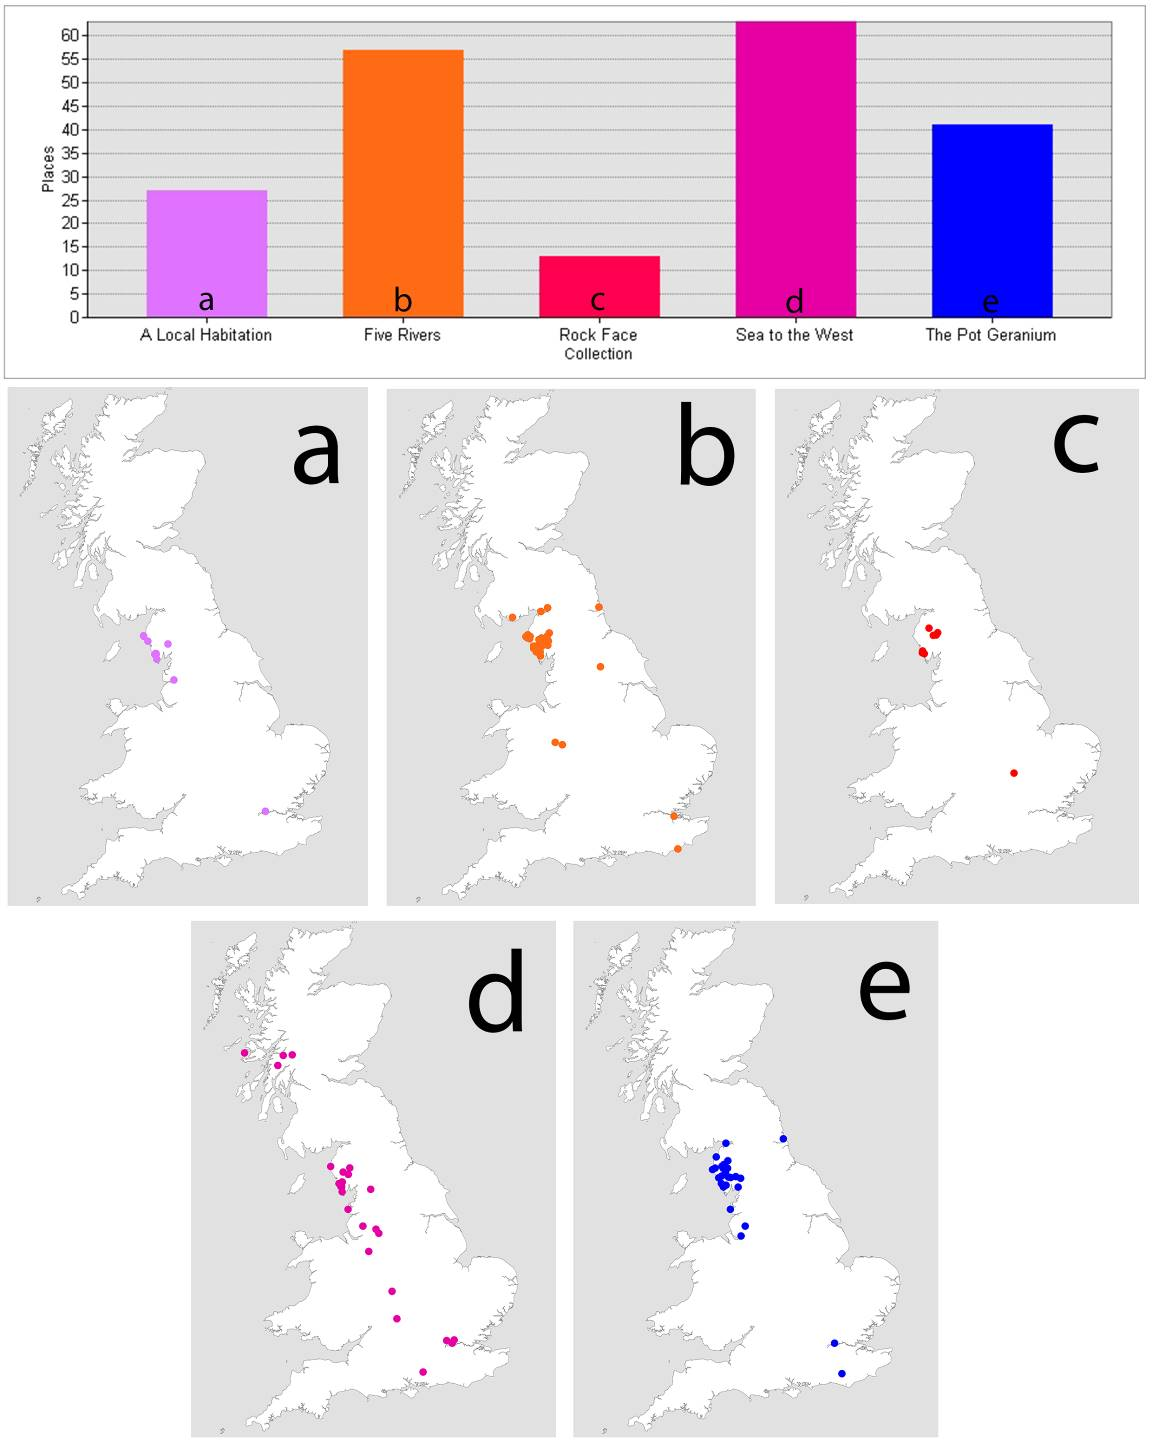 60
55
50
45
40
35
30
25
20
15
10
5
0
Places
a b c d e
A Local Habitation Five Rivers Rock Face Sea to the West The Pot Geranium
Collection
a b c
d e